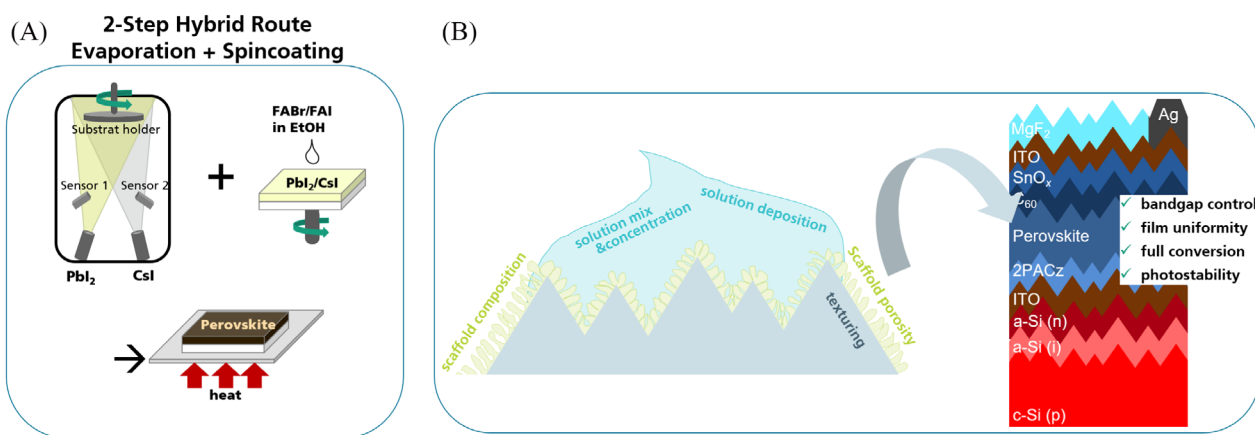 (A)
2-Step Hybrid Route
Evaporation + Spincoating
Substrat holder
Sensor 1
Sensor 2
PbI₂
CsI
+
FABr/FAI
in EtOH
PbI₂/CsI
Perovskite
heat
(B)
scaffold composition
solution mix
&concentration
solution deposition
Scaffold porosity
texturing
MgF₂
Ag
ITO
SnOₓ
C₆₀
Perovskite
2PACz
ITO
a-Si (n)
a-Si (i)
c-Si (p)
✓ bandgap control
✓ film uniformity
✓ full conversion
✓ photostability